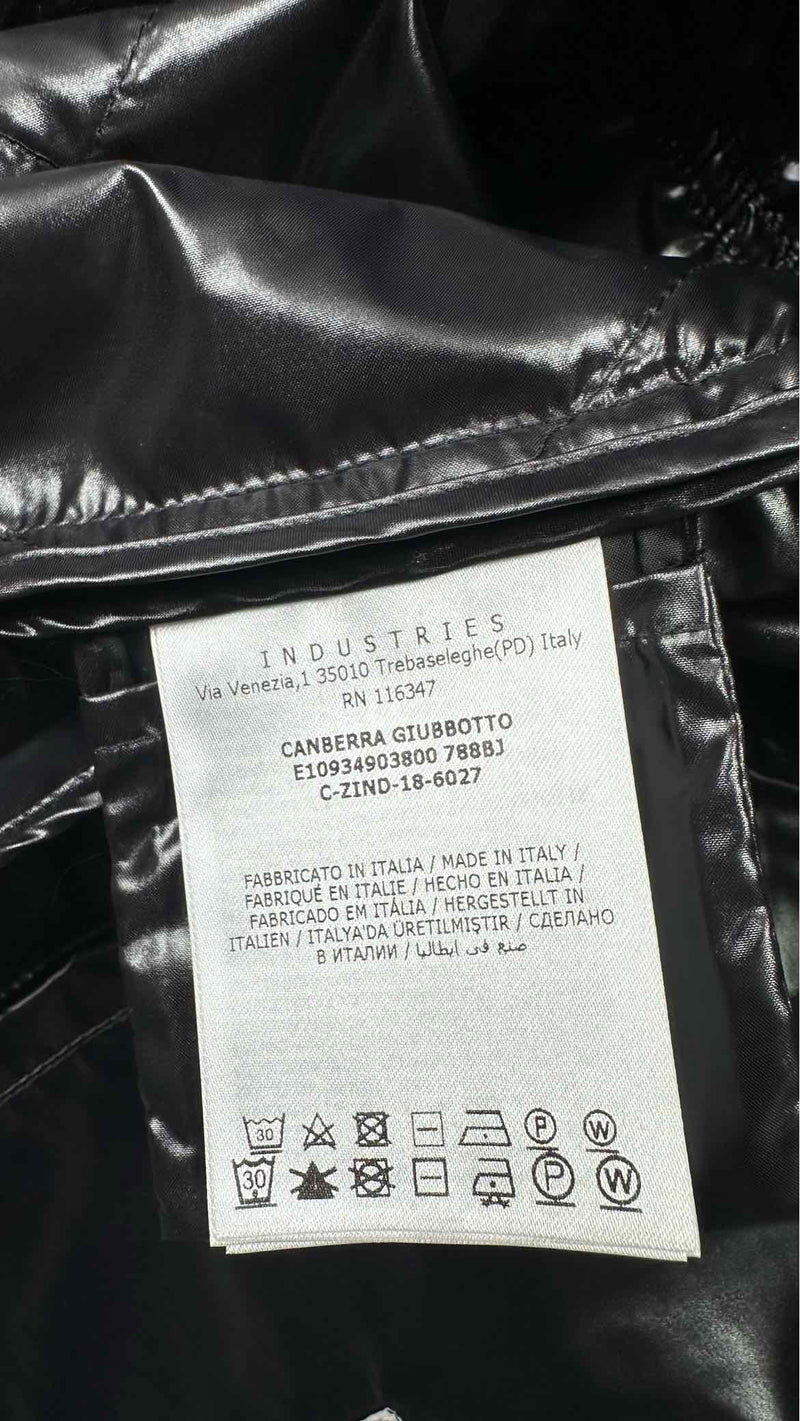 INDUSTRIES
Via Venezia,1 35010 Trebaseleghe(PD) Italy
RN 116347
CANBERRA GIUBBOTTO
E10934903800 788BJ
C-ZIND-18-6027
FABBRICATO IN ITALIA / MADE IN ITALY /
FABRIQUÉ EN ITALIE / HECHO EN ITALIA /
FABRICADO EM ITÁLIA / HERGESTELLT IN
ITALIEN / ITALYA'DA ÜRETILMIŞTIR / СДЕЛАНО
В ИТАЛИИ / صنع في ايطاليا
30 P W
30 P W